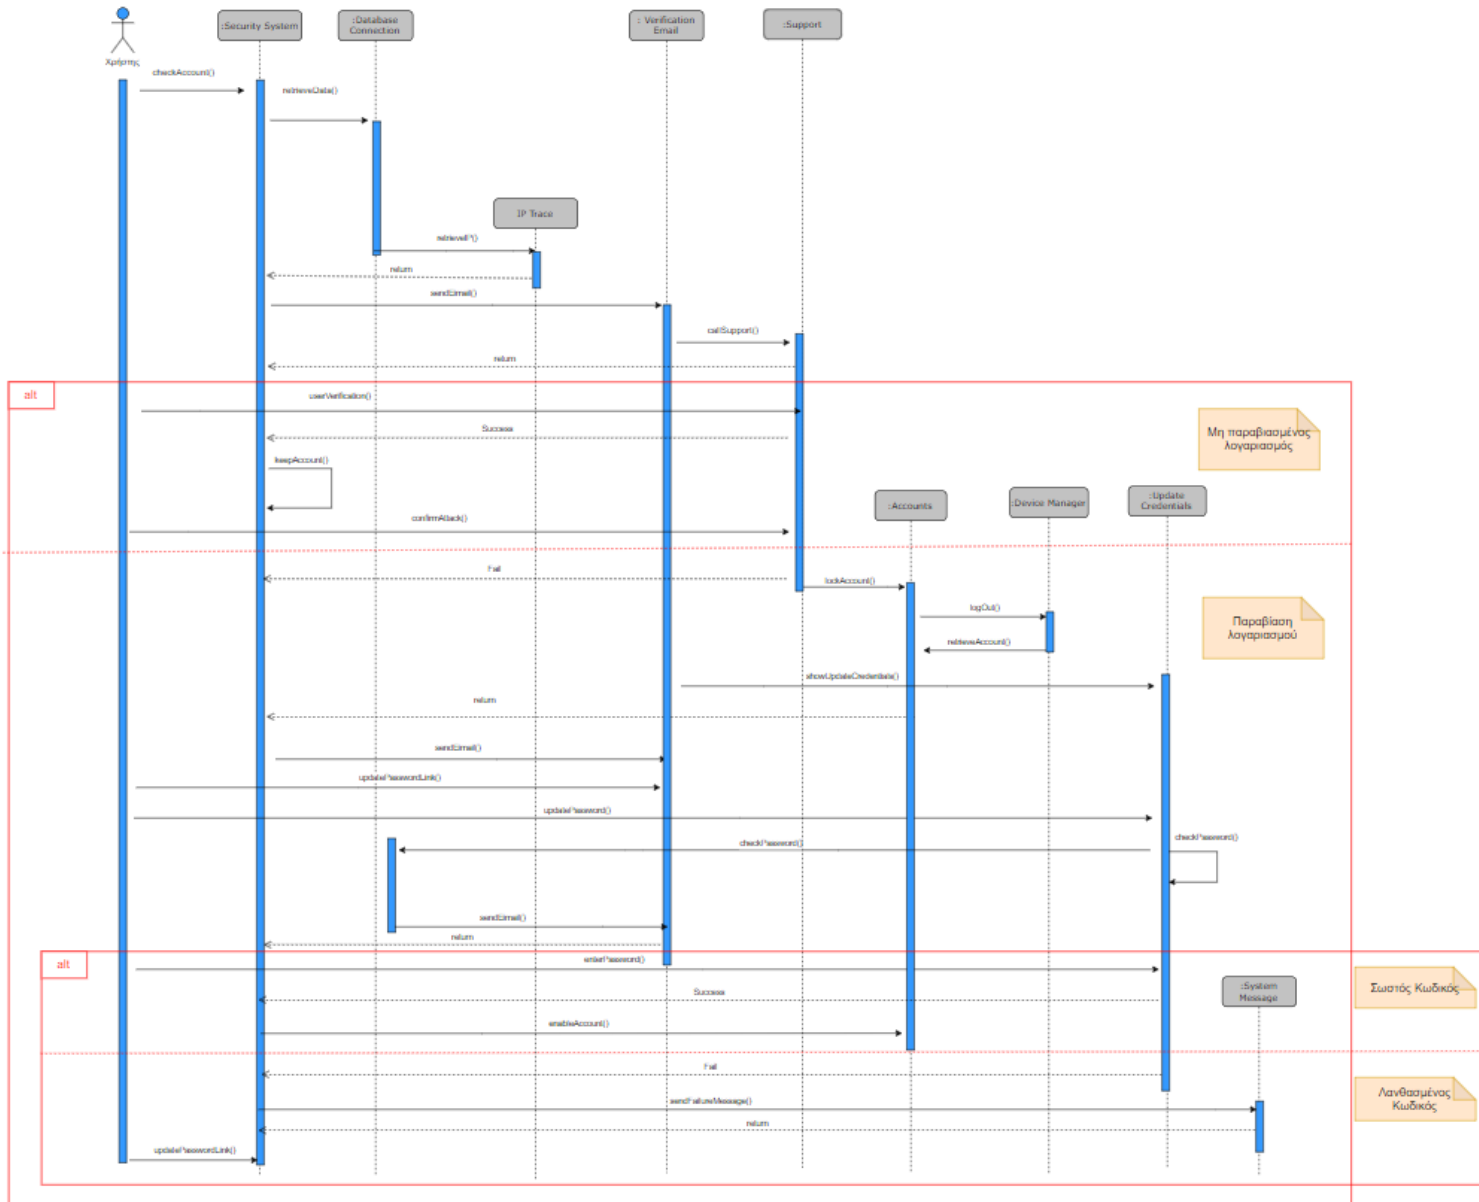 :Security System
:Database
Connection
: Verification
Email
:Support
Χρήστης
checkAccount()
retrieveData()
IP Trace
retrieveIP()
return
sendEmail()
callSupport()
return
alt
userVerification()
Μη παραβιασμένος
λογαριασμός
Success
keepAccount()
:Accounts
:Device Manager
:Update
Credentials
confirmAttack()
Fail
lockAccount()
logOut()
Παραβίαση
λογαριασμού
retrieveAccount()
showUpdateCredentials()
return
sendEmail()
updatePasswordLink()
updatePassword()
checkPassword()
checkPassword()
sendEmail()
return
alt
enterPassword()
:System
Message
Σωστός Κωδικός
Success
enableAccount()
Fail
Λανθασμένος
Κωδικός
sendFailureMessage()
return
updatePasswordLink()